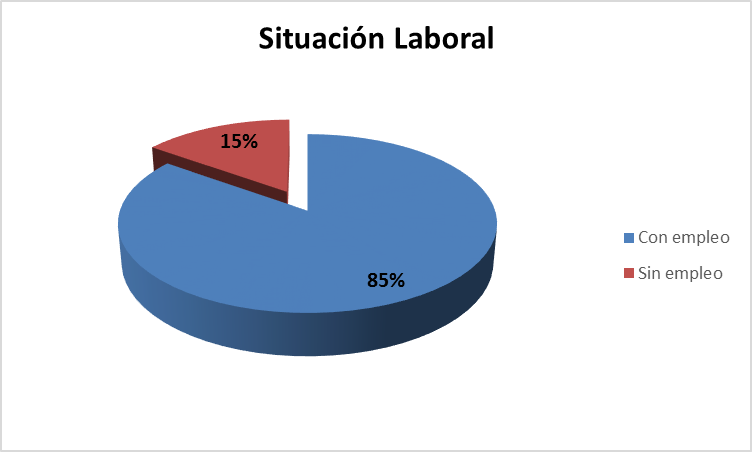 Situación Laboral
15%
85%
Con empleo
Sin empleo